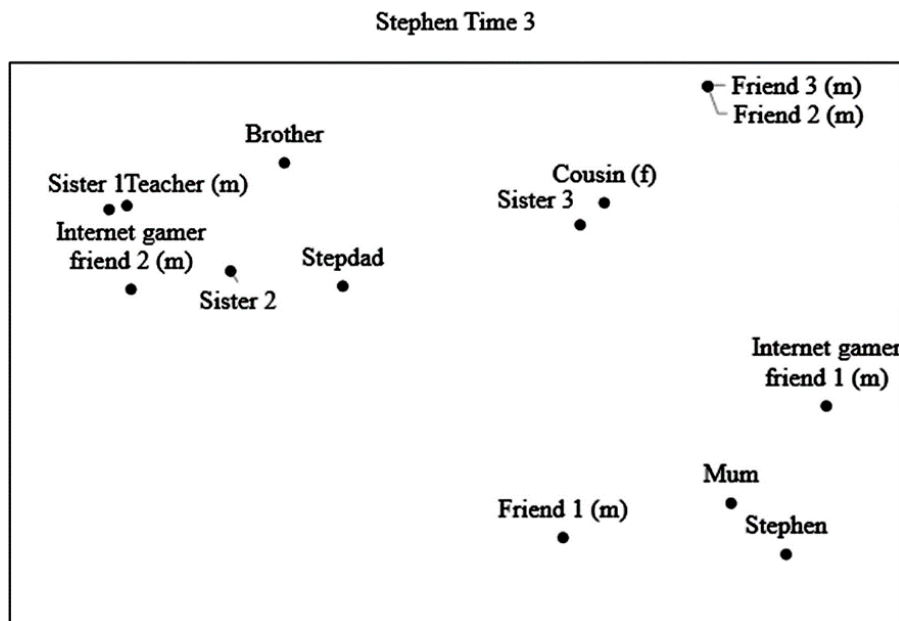 Stephen Time 3
Friend 3 (m)
Friend 2 (m)
Brother
Cousin (f)
Sister 1Teacher (m)
Sister 3
Internet gamer
friend 2 (m)
Stepdad
Sister 2
Internet gamer
friend 1 (m)
Mum
Friend 1 (m)
Stephen